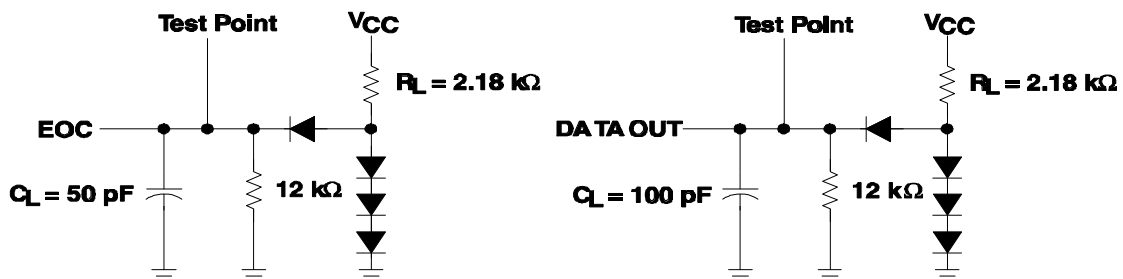 Test Point
VCC
RL = 2.18 kΩ
EOC
CL = 50 pF
12 kΩ
Test Point
VCC
RL = 2.18 kΩ
DATA OUT
CL = 100 pF
12 kΩ